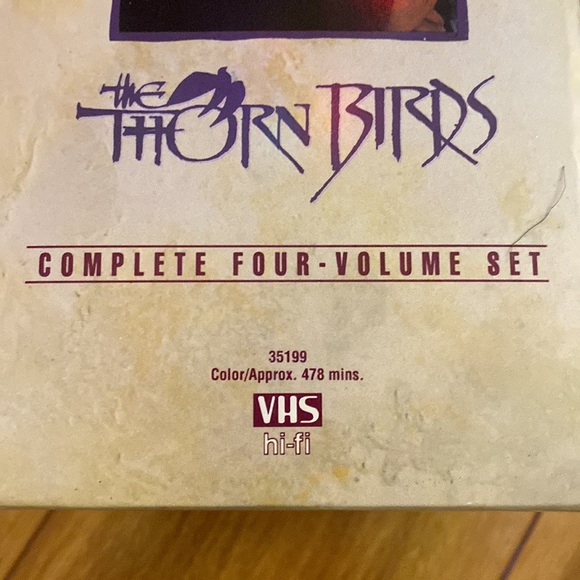 the
THORN BIRDS
COMPLETE FOUR-VOLUME SET
35199
Color/Approx. 478 mins.
VHS
hi-fi